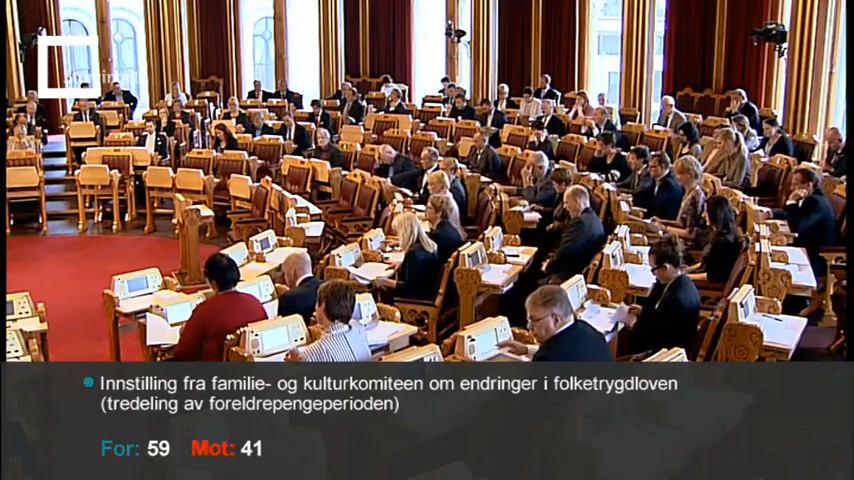 Innstilling fra familie- og kulturkomiteen om endringer i folketrygdloven
(tredeling av foreldrepengeperioden)
For: 59 Mot: 41